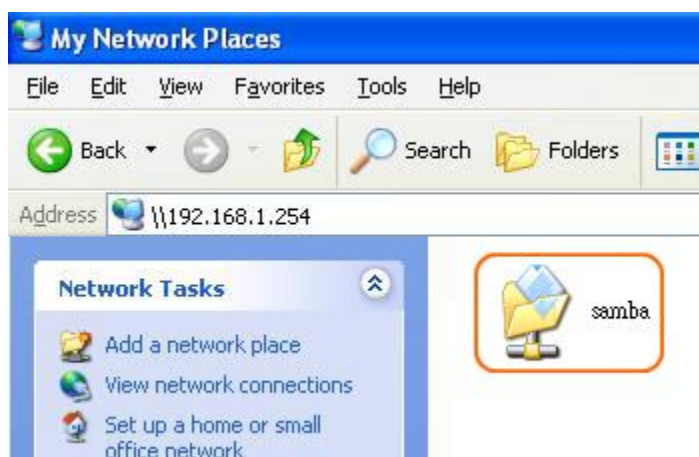 My Network Places
File Edit View Favorites Tools Help
Back Search Folders
Address \\192.168.1.254
Network Tasks
samba
Add a network place
View network connections
Set up a home or small
office network